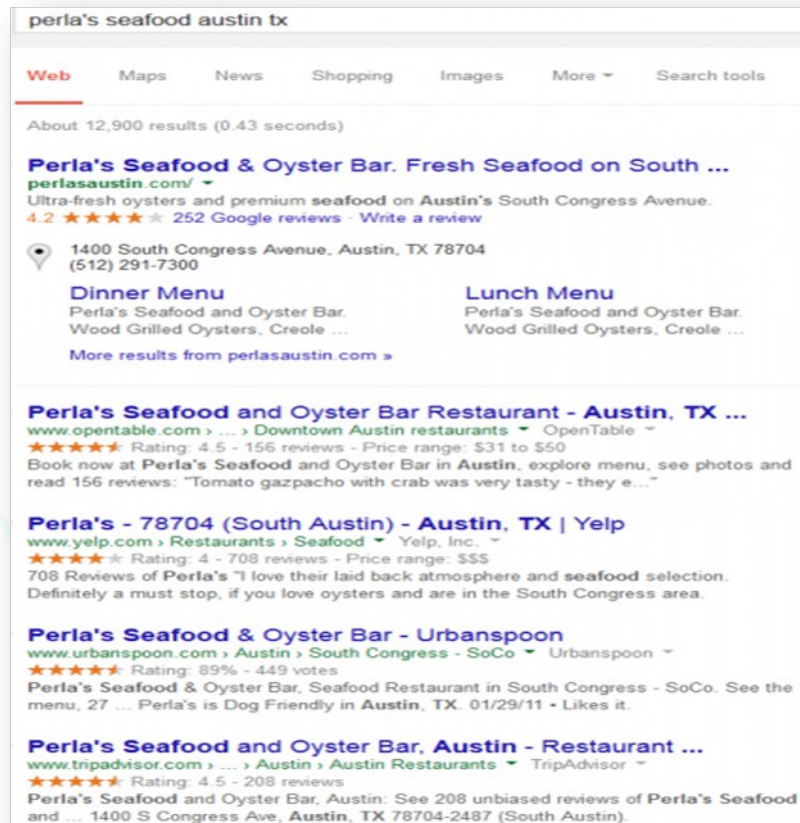 perla's seafood austin tx
Web Maps News Shopping Images More Search tools
About 12,900 results (0.43 seconds)
Perla's Seafood & Oyster Bar. Fresh Seafood on South ...
perlasaustin.com/
Ultra-fresh oysters and premium seafood on Austin's South Congress Avenue.
4.2 ★★★★★ 252 Google reviews · Write a review
1400 South Congress Avenue, Austin, TX 78704
(512) 291-7300
Dinner Menu Lunch Menu
Perla's Seafood and Oyster Bar. Perla's Seafood and Oyster Bar.
Wood Grilled Oysters, Creole ... Wood Grilled Oysters, Creole ...
More results from perlasaustin.com »
Perla's Seafood and Oyster Bar Restaurant - Austin, TX ...
www.opentable.com › ... › Downtown Austin restaurants OpenTable
★★★★★ Rating: 4.5 - 156 reviews - Price range: $31 to $50
Book now at Perla's Seafood and Oyster Bar in Austin, explore menu, see photos and
read 156 reviews: "Tomato gazpacho with crab was very tasty - they e..."
Perla's - 78704 (South Austin) - Austin, TX | Yelp
www.yelp.com › Restaurants › Seafood Yelp, Inc.
★★★★★ Rating: 4 - 708 reviews - Price range: $$$
708 Reviews of Perla's "I love their laid back atmosphere and seafood selection.
Definitely a must stop, if you love oysters and are in the South Congress area.
Perla's Seafood & Oyster Bar - Urbanspoon
www.urbanspoon.com › Austin › South Congress - SoCo Urbanspoon
★★★★★ Rating: 89% - 449 votes
Perla's Seafood & Oyster Bar, Seafood Restaurant in South Congress - SoCo. See the
menu, 27 ... Perla's is Dog Friendly in Austin, TX. 01/29/11 • Likes it.
Perla's Seafood and Oyster Bar, Austin - Restaurant ...
www.tripadvisor.com › ... › Austin › Austin Restaurants TripAdvisor
★★★★★ Rating: 4.5 - 208 reviews
Perla's Seafood and Oyster Bar, Austin: See 208 unbiased reviews of Perla's Seafood
and ... 1400 S Congress Ave, Austin, TX 78704-2487 (South Austin).